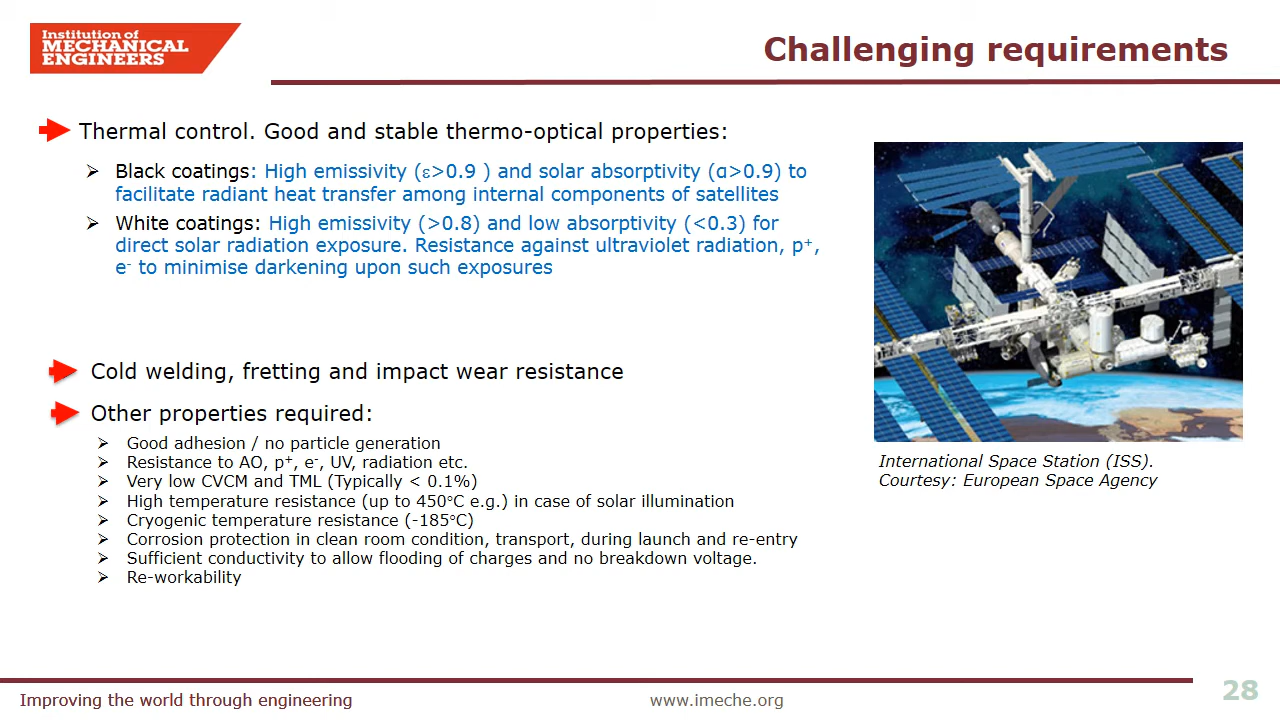 Institution of
MECHANICAL
ENGINEERS
Challenging requirements
Thermal control. Good and stable thermo-optical properties:
Black coatings: High emissivity (ε>0.9 ) and solar absorptivity (α>0.9) to
facilitate radiant heat transfer among internal components of satellites
White coatings: High emissivity (>0.8) and low absorptivity (<0.3) for
direct solar radiation exposure. Resistance against ultraviolet radiation, p⁺,
e⁻ to minimise darkening upon such exposures
Cold welding, fretting and impact wear resistance
Other properties required:
Good adhesion / no particle generation
Resistance to AO, p⁺, e⁻, UV, radiation etc.
Very low CVCM and TML (Typically < 0.1%)
High temperature resistance (up to 450°C e.g.) in case of solar illumination
Cryogenic temperature resistance (-185°C)
Corrosion protection in clean room condition, transport, during launch and re-entry
Sufficient conductivity to allow flooding of charges and no breakdown voltage.
Re-workability
International Space Station (ISS).
Courtesy: European Space Agency
Improving the world through engineering
www.imeche.org
28